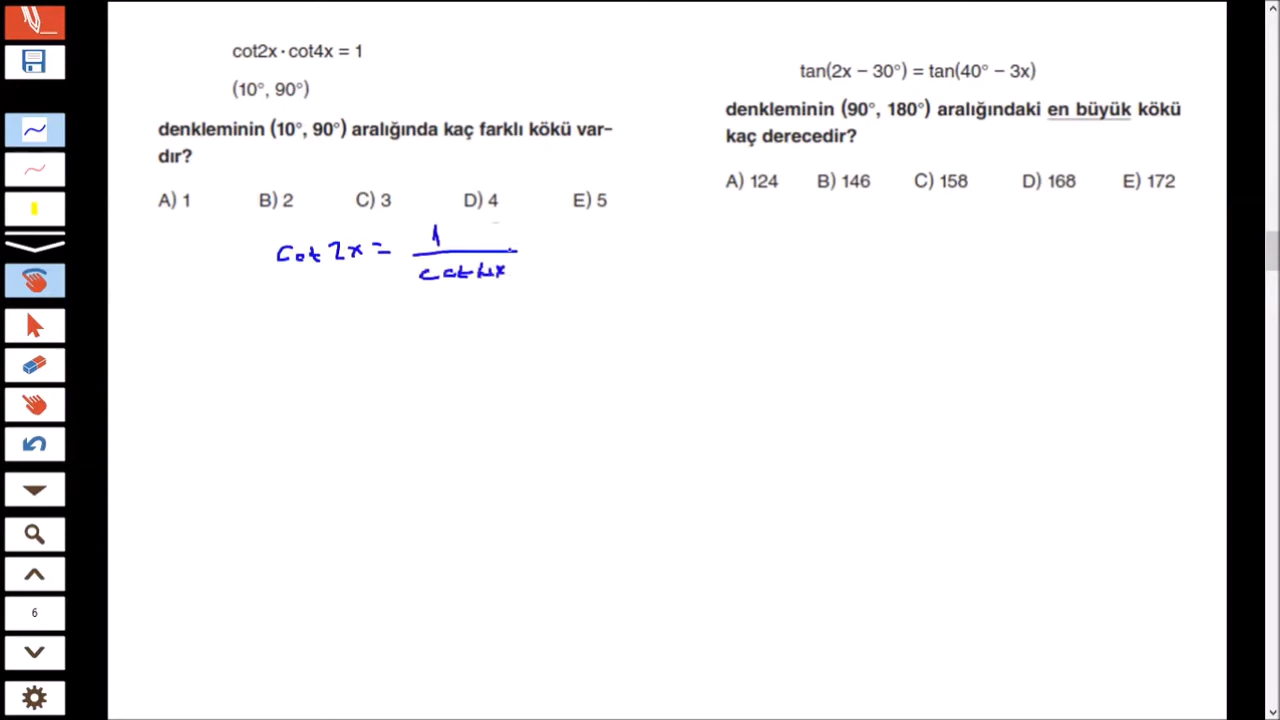 cot2x · cot4x = 1
(10°, 90°)
denkleminin (10°, 90°) aralığında kaç farklı kökü var-
dır?
A) 1 B) 2 C) 3 D) 4 E) 5
cot 2x = 1 / cot 4x
tan(2x − 30°) = tan(40° − 3x)
denkleminin (90°, 180°) aralığındaki en büyük kökü
kaç derecedir?
A) 124 B) 146 C) 158 D) 168 E) 172
6